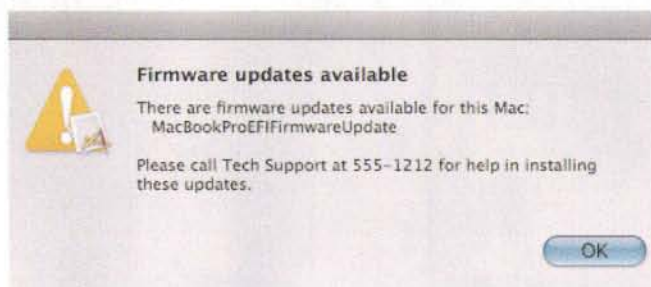 Firmware updates available
There are firmware updates available for this Mac:
MacBookProEFIFirmwareUpdate
Please call Tech Support at 555-1212 for help in installing
these updates.
OK